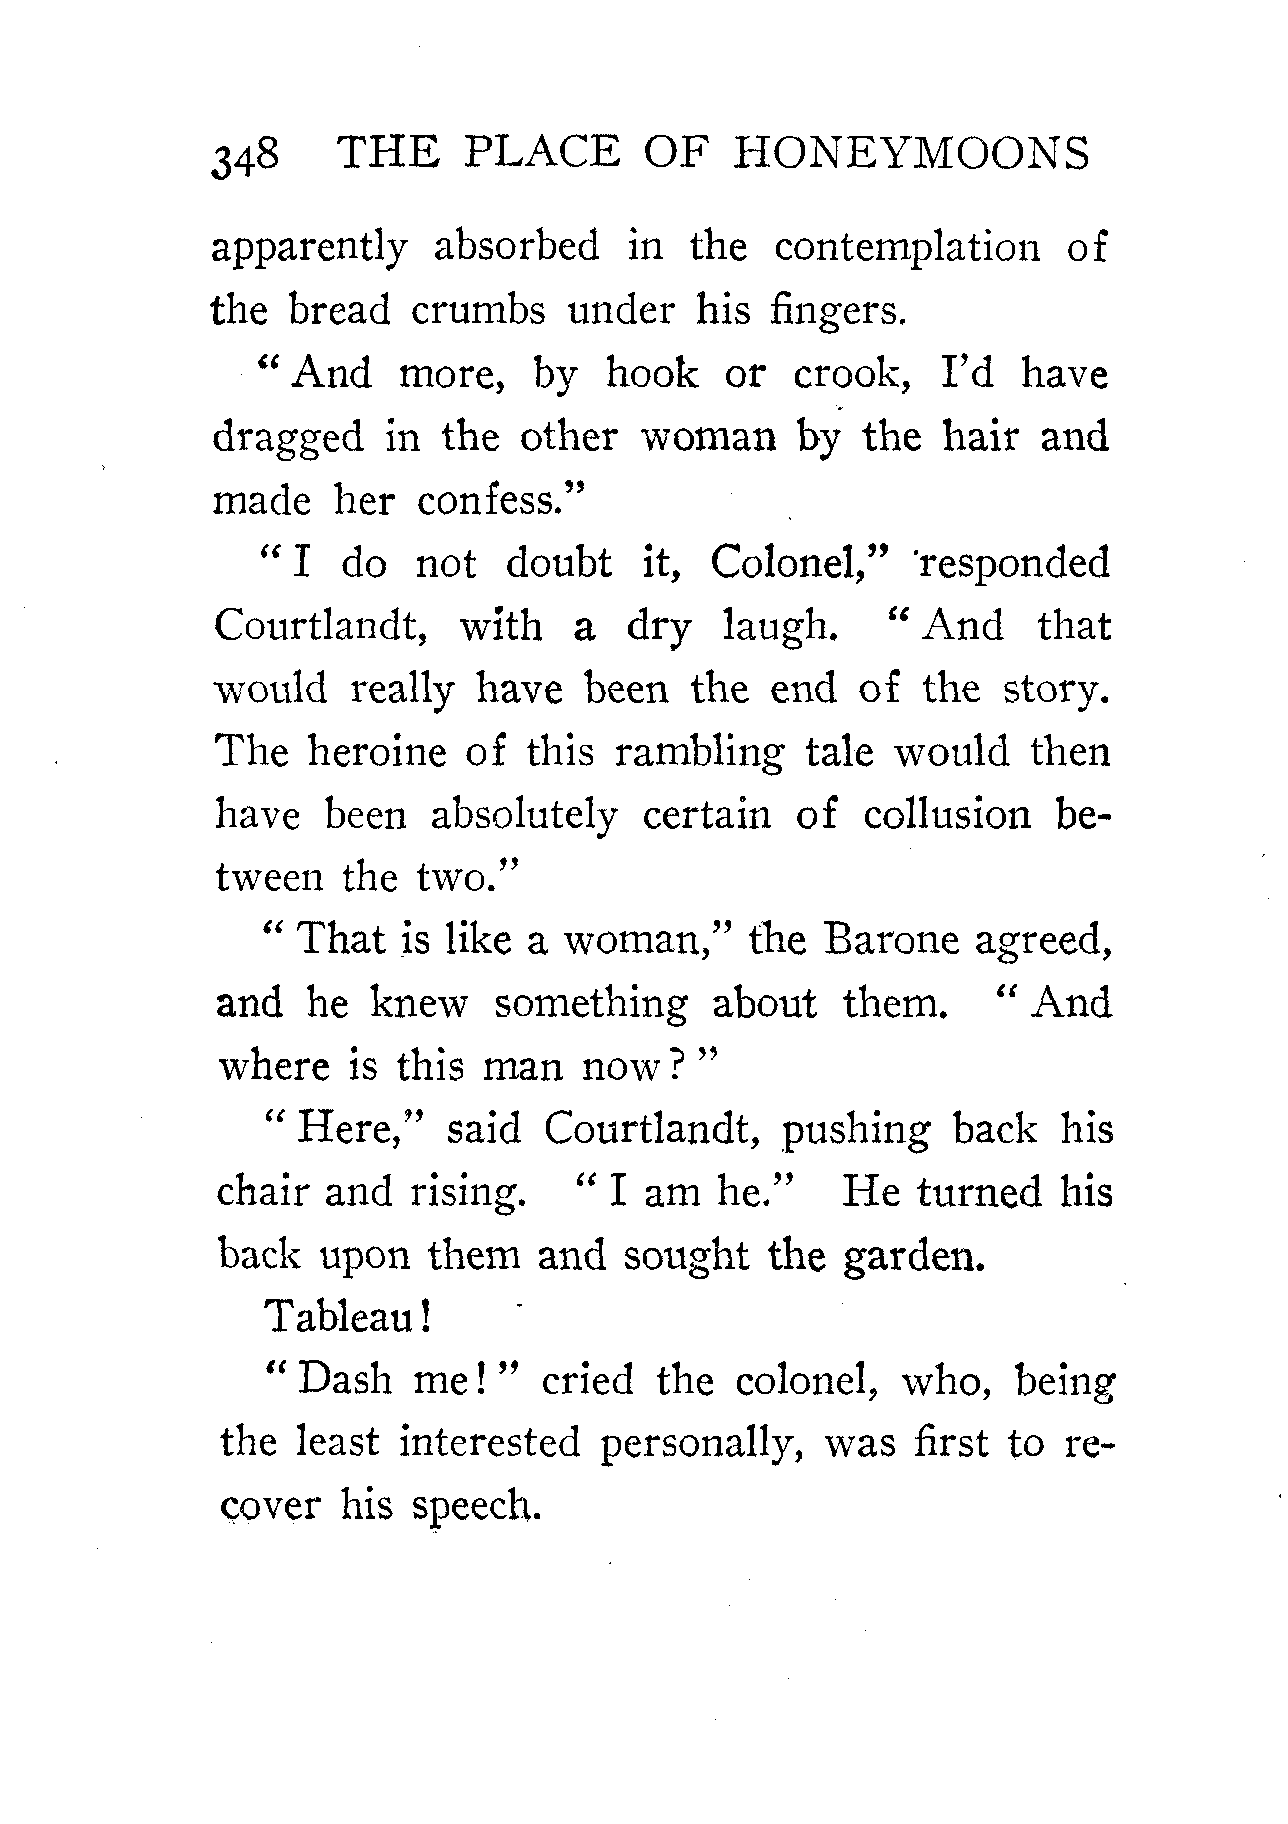 348 THE PLACE OF HONEYMOONS
apparently absorbed in the contemplation of
the bread crumbs under his fingers.
" And more, by hook or crook, I'd have
dragged in the other woman by the hair and
made her confess."
" I do not doubt it, Colonel," responded
Courtlandt, with a dry laugh. " And that
would really have been the end of the story.
The heroine of this rambling tale would then
have been absolutely certain of collusion be-
tween the two."
" That is like a woman," the Barone agreed,
and he knew something about them. " And
where is this man now? "
" Here," said Courtlandt, pushing back his
chair and rising. " I am he." He turned his
back upon them and sought the garden.
Tableau!
" Dash me! " cried the colonel, who, being
the least interested personally, was first to re-
cover his speech.